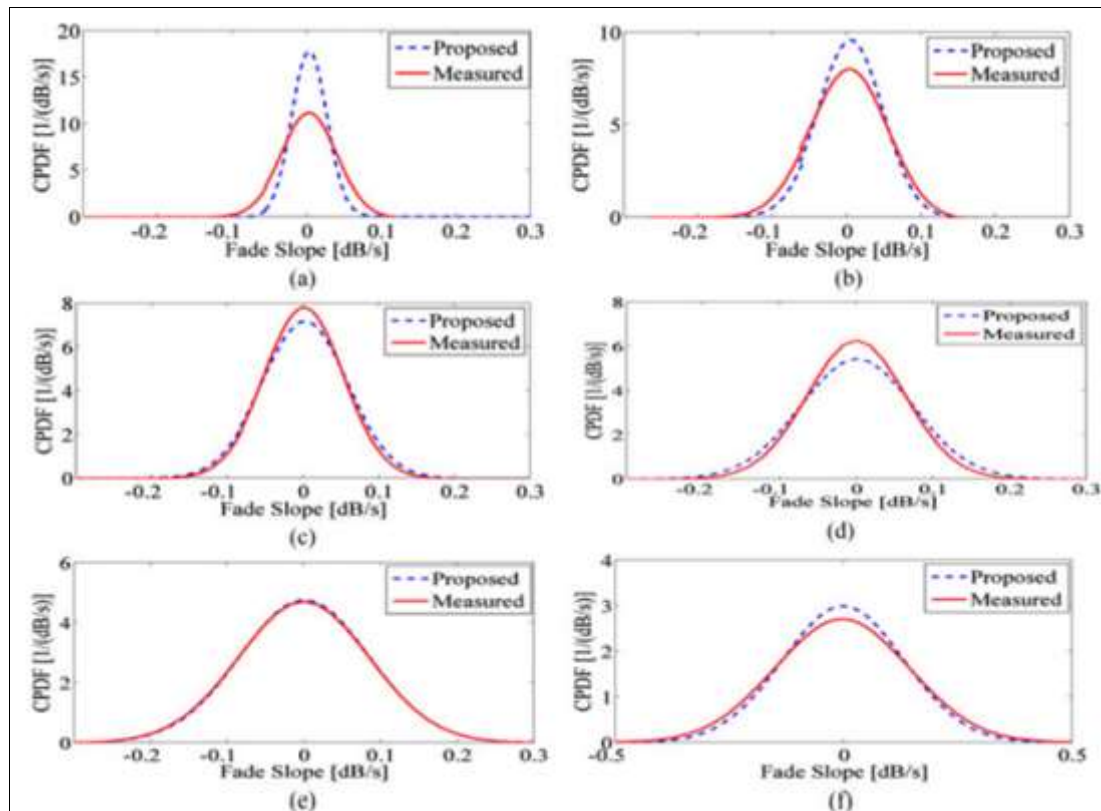 20
15
10
5
0
CPDF [1/(dB/s)]
Proposed
Measured
-0.2 -0.1 0 0.1 0.2 0.3
Fade Slope [dB/s]
(a)
10
5
0
CPDF [1/(dB/s)]
Proposed
Measured
-0.2 -0.1 0 0.1 0.2 0.3
Fade Slope [dB/s]
(b)
8
6
4
2
0
CPDF [1/(dB/s)]
Proposed
Measured
-0.2 -0.1 0 0.1 0.2 0.3
Fade Slope [dB/s]
(c)
8
6
4
2
0
CPDF [1/(dB/s)]
Proposed
Measured
-0.2 -0.1 0 0.1 0.2 0.3
Fade Slope [dB/s]
(d)
6
4
2
0
CPDF [1/(dB/s)]
Proposed
Measured
-0.2 -0.1 0 0.1 0.2 0.3
Fade Slope [dB/s]
(e)
4
3
2
1
0
CPDF [1/(dB/s)]
Proposed
Measured
-0.5 0 0.5
Fade Slope [dB/s]
(f)